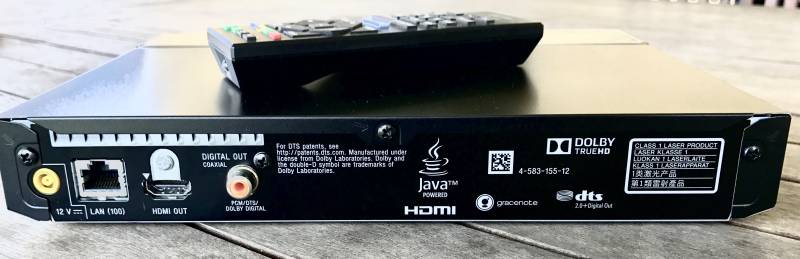 12 V
LAN (100)
HDMI OUT
DIGITAL OUT
COAXIAL
PCM/DTS/
DOLBY DIGITAL
For DTS patents, see
http://patents.dts.com. Manufactured under
license from Dolby Laboratories. Dolby and
the double-D symbol are trademarks of
Dolby Laboratories.
Java™
POWERED
HDMI
4-583-155-12
gracenote
DOLBY
TRUEHD
dts
2.0+Digital Out
CLASS 1 LASER PRODUCT
LASER KLASSE 1
LUOKAN 1 LASERLAITE
KLASS 1 LASERAPPARAT
1类激光产品
第1類雷射產品